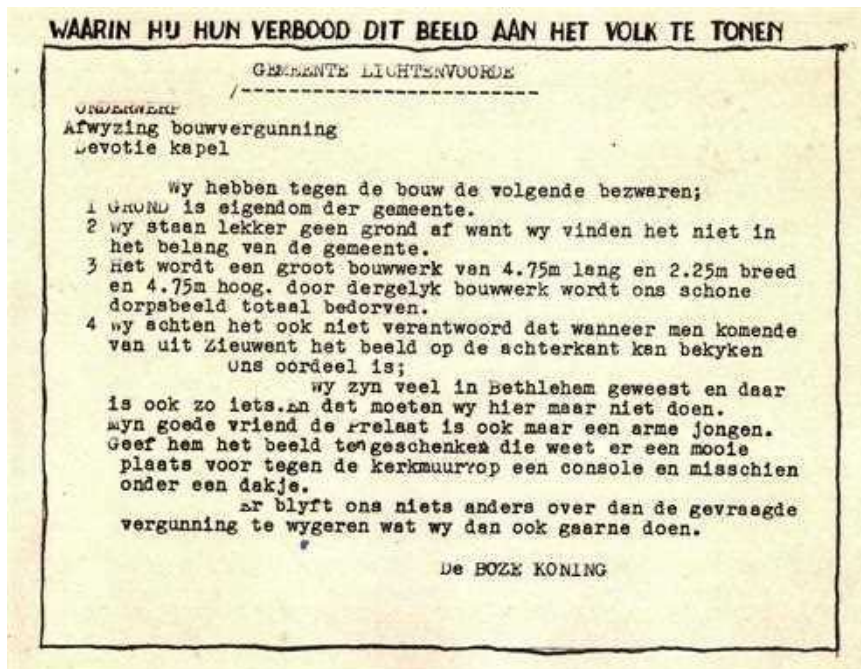 WAARIN HIJ HUN VERBOOD DIT BEELD AAN HET VOLK TE TONEN
GEMEENTE LICHTENVOORDE
/-------------------------
ONDERWERP
Afwyzing bouwvergunning
Devotie kapel
Wy hebben tegen de bouw de volgende bezwaren;
1 GROND is eigendom der gemeente.
2 wy staan lekker geen grond af want wy vinden het niet in
het belang van de gemeente.
3 Het wordt een groot bouwwerk van 4.75m lang en 2.25m breed
en 4.75m hoog. door dergelyk bouwwerk wordt ons schone
dorpsbeeld totaal bedorven.
4 wy achten het ook niet verantwoord dat wanneer men komende
van uit Zieuwent het beeld op de achterkant kan bekyken
Ons oordeel is;
Wy zyn veel in Bethlehem geweest en daar
is ook zo iets.En dat moeten wy hier maar niet doen.
Myn goede vriend de Prelaat is ook maar een arme jongen.
Geef hem het beeld ten geschenken die weet er een mooie
plaats voor tegen de kerkmuur op een console en misschien
onder een dakje.
Er blyft ons niets anders over dan de gevraagde
vergunning te wygeren wat wy dan ook gaarne doen.
De BOZE KONING